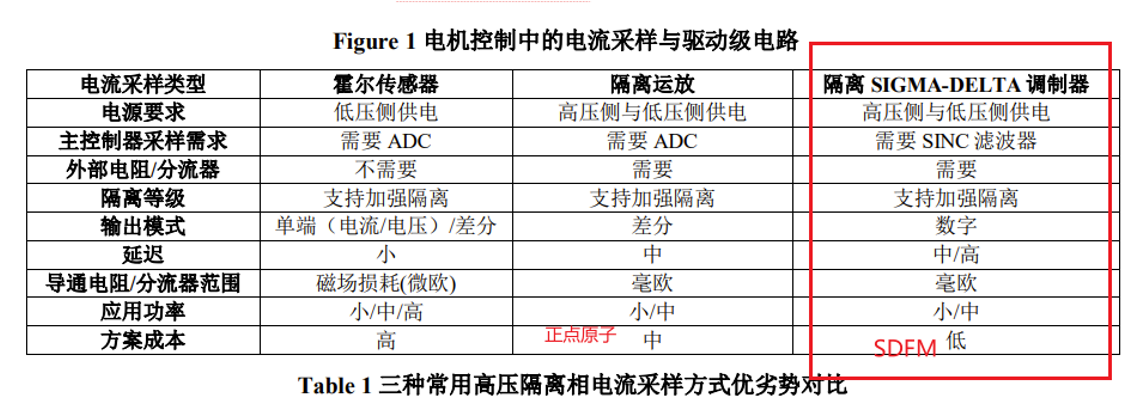 Figure 1 电机控制中的电流采样与驱动级电路
电流采样类型 霍尔传感器 隔离运放 隔离 SIGMA-DELTA 调制器
电源要求 低压侧供电 高压侧与低压侧供电 高压侧与低压侧供电
主控制器采样需求 需要 ADC 需要 ADC 需要 SINC 滤波器
外部电阻/分流器 不需要 需要 需要
隔离等级 支持加强隔离 支持加强隔离 支持加强隔离
输出模式 单端（电流/电压）/差分 差分 数字
延迟 小 中 中/高
导通电阻/分流器范围 磁场损耗(微欧) 毫欧 毫欧
应用功率 小/中/高 小/中 小/中
方案成本 高 正点原子 中 SDFM 低
Table 1 三种常用高压隔离相电流采样方式优劣势对比